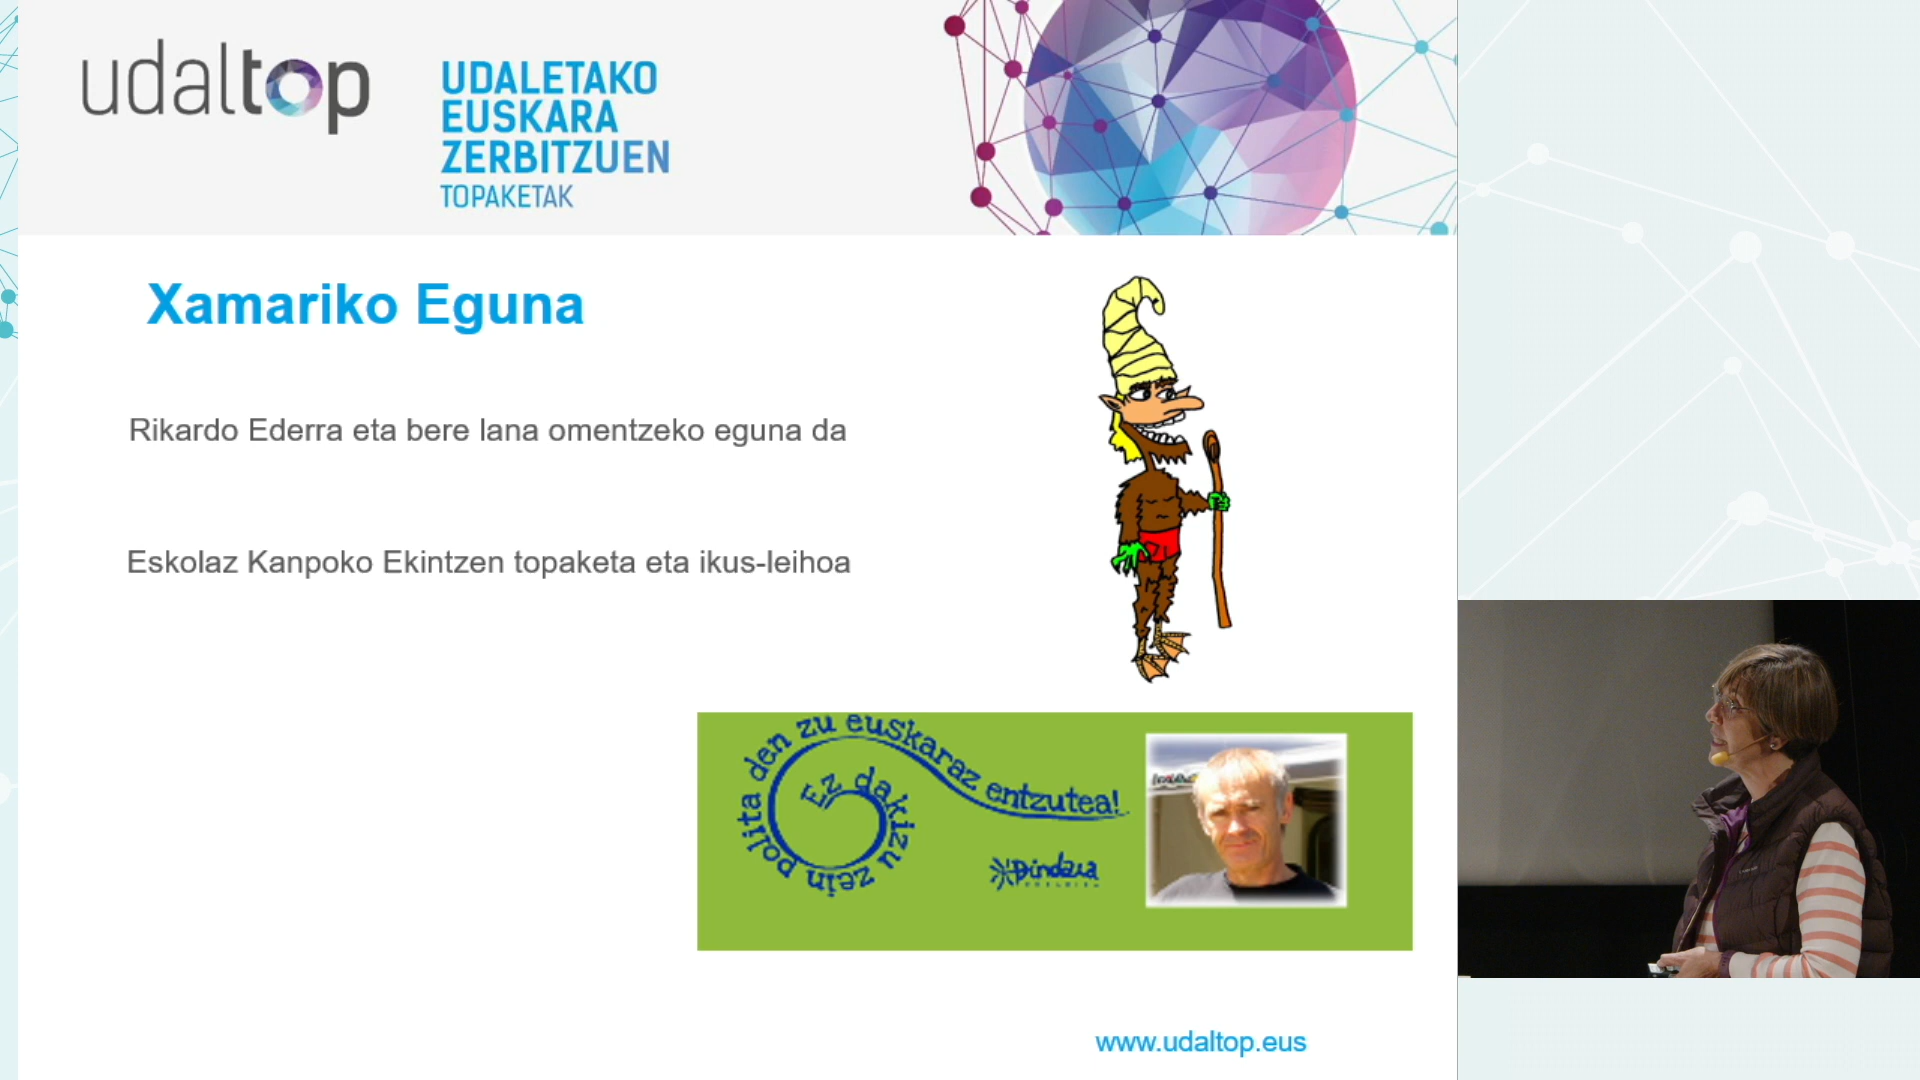 udaltop
UDALETAKO
EUSKARA
ZERBITZUEN
TOPAKETAK
Xamariko Eguna
Rikardo Ederra eta bere lana omentzeko eguna da
Eskolaz Kanpoko Ekintzen topaketa eta ikus-leihoa
Ez dakizu zein polita den zu euskaraz entzutea!
Dindaia
www.udaltop.eus